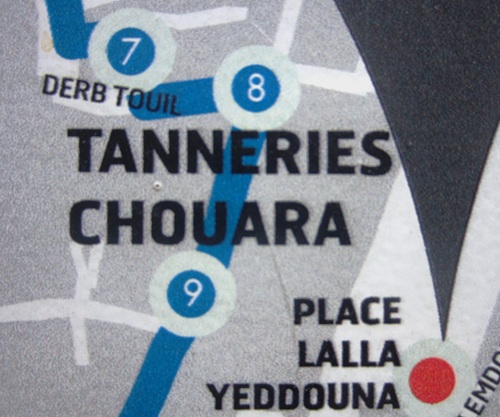 7
8
DERB TOUIL
TANNERIES
CHOUARA
9
PLACE
LALLA
YEDDOUNA